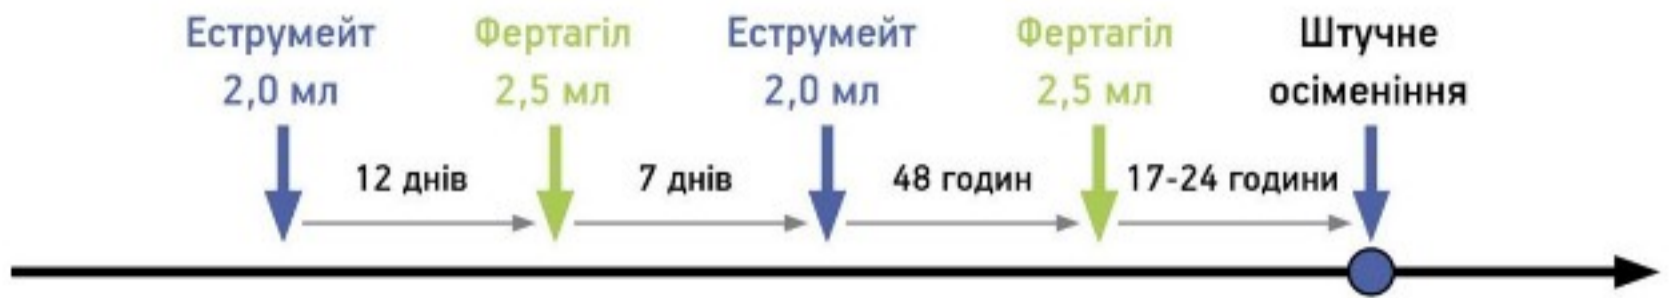 Еструмейт
2,0 мл
Фертагіл
2,5 мл
Еструмейт
2,0 мл
Фертагіл
2,5 мл
Штучне
осіменіння
12 днів
7 днів
48 годин
17-24 години